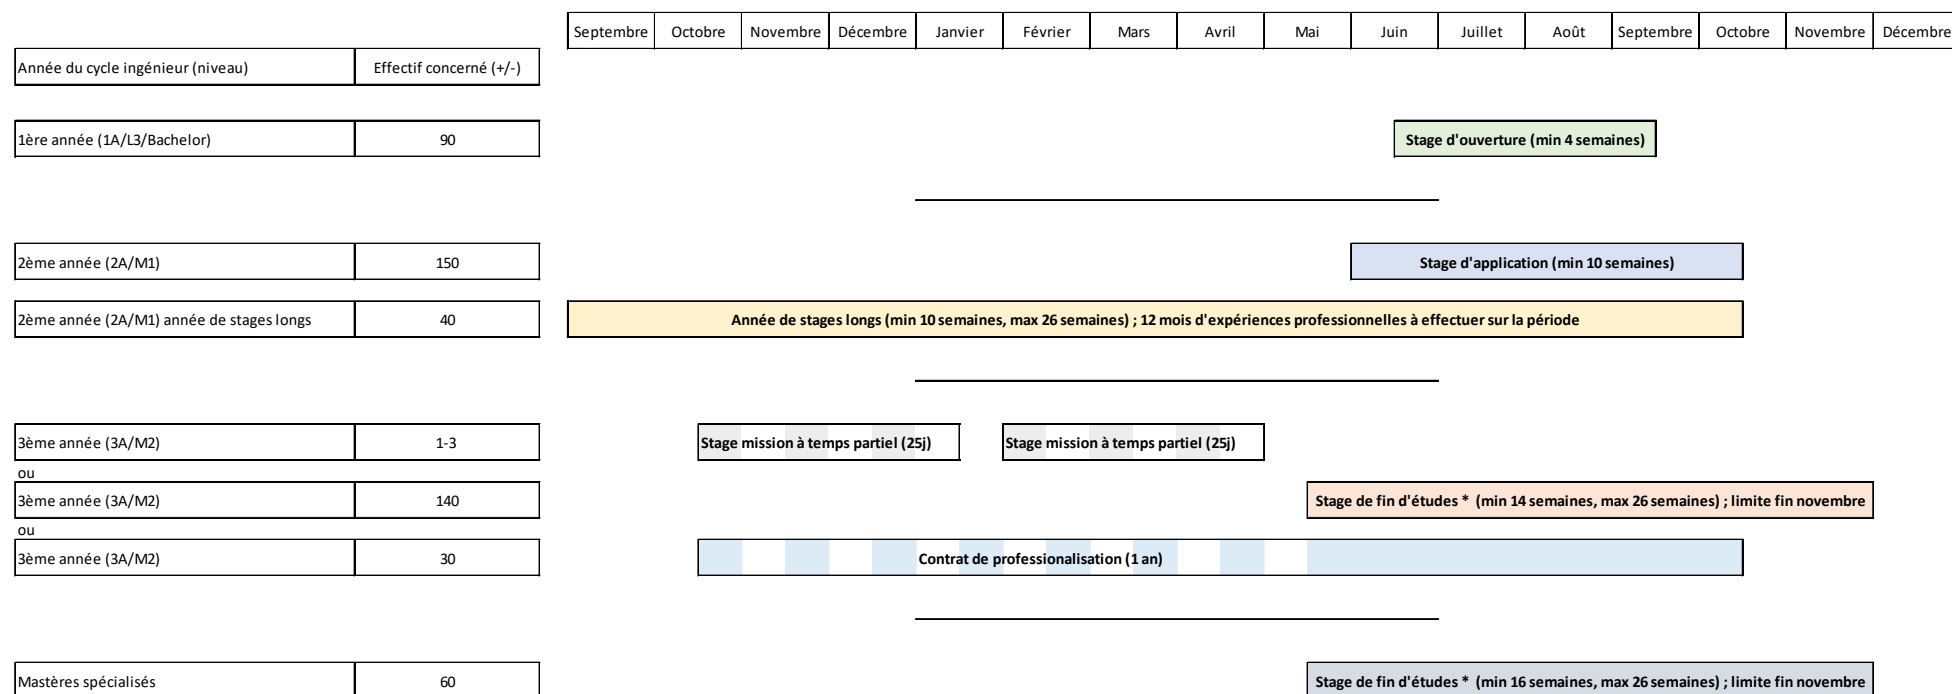 Septembre Octobre Novembre Décembre Janvier Février Mars Avril Mai Juin Juillet Août Septembre Octobre Novembre Décembre
Année du cycle ingénieur (niveau) Effectif concerné (+/-)
1ère année (1A/L3/Bachelor) 90 Stage d'ouverture (min 4 semaines)
2ème année (2A/M1) 150 Stage d'application (min 10 semaines)
2ème année (2A/M1) année de stages longs 40 Année de stages longs (min 10 semaines, max 26 semaines) ; 12 mois d'expériences professionnelles à effectuer sur la période
3ème année (3A/M2) 1-3 Stage mission à temps partiel (25j) Stage mission à temps partiel (25j)
ou
3ème année (3A/M2) 140 Stage de fin d'études * (min 14 semaines, max 26 semaines) ; limite fin novembre
ou
3ème année (3A/M2) 30 Contrat de professionalisation (1 an)
Mastères spécialisés 60 Stage de fin d'études * (min 16 semaines, max 26 semaines) ; limite fin novembre